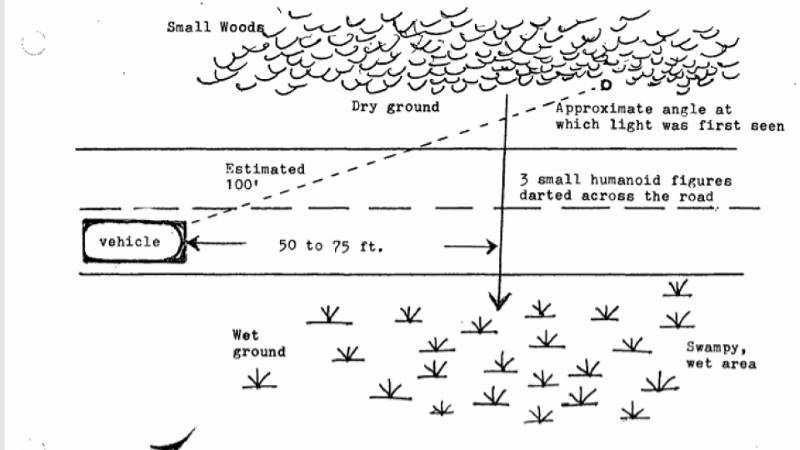 Small Woods
Dry ground
Approximate angle at
which light was first seen
Estimated
100'
3 small humanoid figures
darted across the road
vehicle
50 to 75 ft.
Wet
ground
Swampy,
wet area